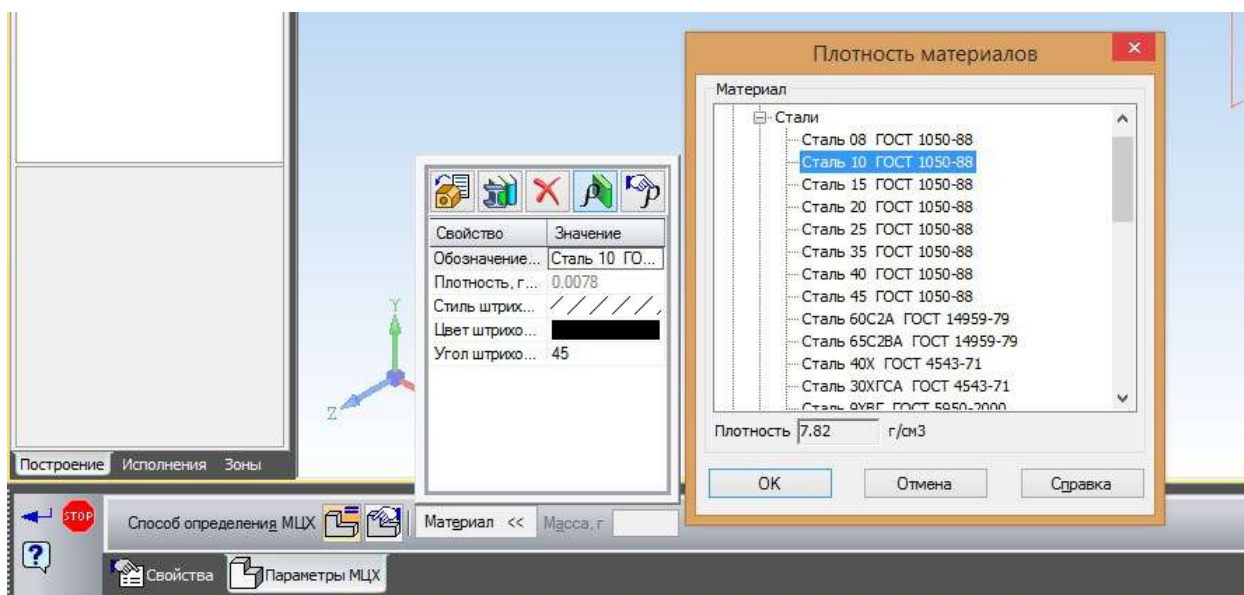 Плотность материалов
Материал
Стали
Сталь 08 ГОСТ 1050-88
Сталь 10 ГОСТ 1050-88
Сталь 15 ГОСТ 1050-88
Сталь 20 ГОСТ 1050-88
Сталь 25 ГОСТ 1050-88
Сталь 35 ГОСТ 1050-88
Сталь 40 ГОСТ 1050-88
Сталь 45 ГОСТ 1050-88
Сталь 60С2А ГОСТ 14959-79
Сталь 65С2ВА ГОСТ 14959-79
Сталь 40Х ГОСТ 4543-71
Сталь 30ХГСА ГОСТ 4543-71
Сталь 9ХВГ ГОСТ 5950-2000
Плотность 7.82 г/см3
OK Отмена Справка
ρ ρ
Свойство Значение
Обозначение... Сталь 10 ГО...
Плотность, г... 0.0078
Стиль штрих...
Цвет штрихо...
Угол штрихо... 45
Y
Z
Построение Исполнения Зоны
STOP
Способ определения МЦХ Материал << Масса, г
?
Свойства Параметры МЦХ